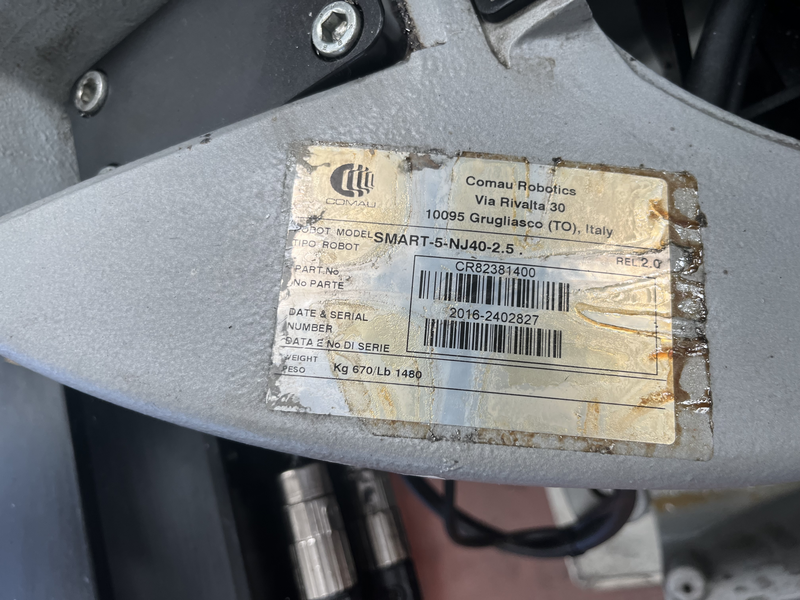 COMAU
Comau Robotics
Via Rivalta 30
10095 Grugliasco (TO), Italy
ROBOT MODEL SMART-5-NJ40-2.5
TIPO ROBOT
REL 2.0
PART.No
No PARTE
CR82381400
DATE & SERIAL
NUMBER
DATA E No DI SERIE
2016-2402827
WEIGHT
PESO
Kg 670/Lb 1480